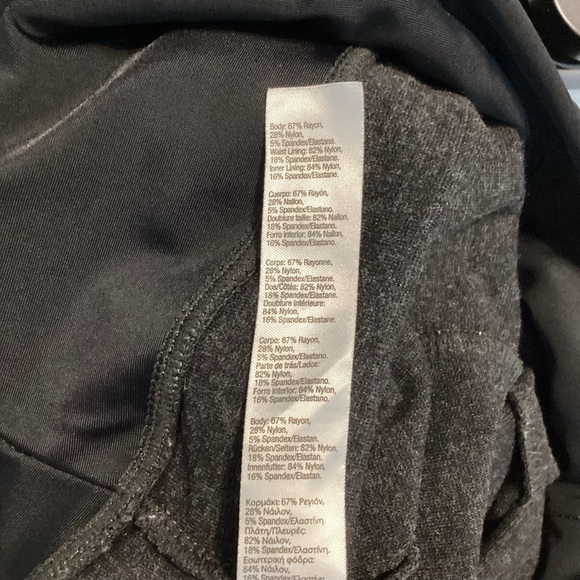 Body: 67% Rayon,
28% Nylon,
5% Spandex/Elastane.
Waist Lining: 82% Nylon,
18% Spandex/Elastane.
Inner Lining: 84% Nylon,
16% Spandex/Elastane.
Cuerpo: 67% Rayón,
28% Nailon,
5% Spandex/Elastano.
Doublure taille: 82% Nailon,
18% Spandex/Elastano.
Forro interior: 84% Nailon,
16% Spandex/Elastano.
Corps: 67% Rayonne,
28% Nylon,
5% Spandex/Élastane.
Dos/Côtés: 82% Nylon,
18% Spandex/Élastane.
Doublure intérieure:
84% Nylon,
16% Spandex/Élastane.
Corpo: 67% Rayon,
28% Nylon,
5% Spandex/Elastano.
Parte de trás/Lados:
82% Nylon,
18% Spandex/Elastano.
Forro interior: 84% Nylon,
16% Spandex/Elastano.
Body: 67% Rayon,
28% Nylon,
5% Spandex/Elastan.
Rücken/Seiten: 82% Nylon,
18% Spandex/Elastan.
Innenfutter: 84% Nylon,
16% Spandex/Elastan.
Κορμάκι: 67% Ρεγιόν,
28% Νάιλον,
5% Spandex/Ελαστίνη.
Πλάτη/Πλευρές:
82% Νάιλον,
18% Spandex/Ελαστίνη.
Εσωτερική φόδρα:
84% Νάιλον,
16% Spandex/Ελαστίνη.